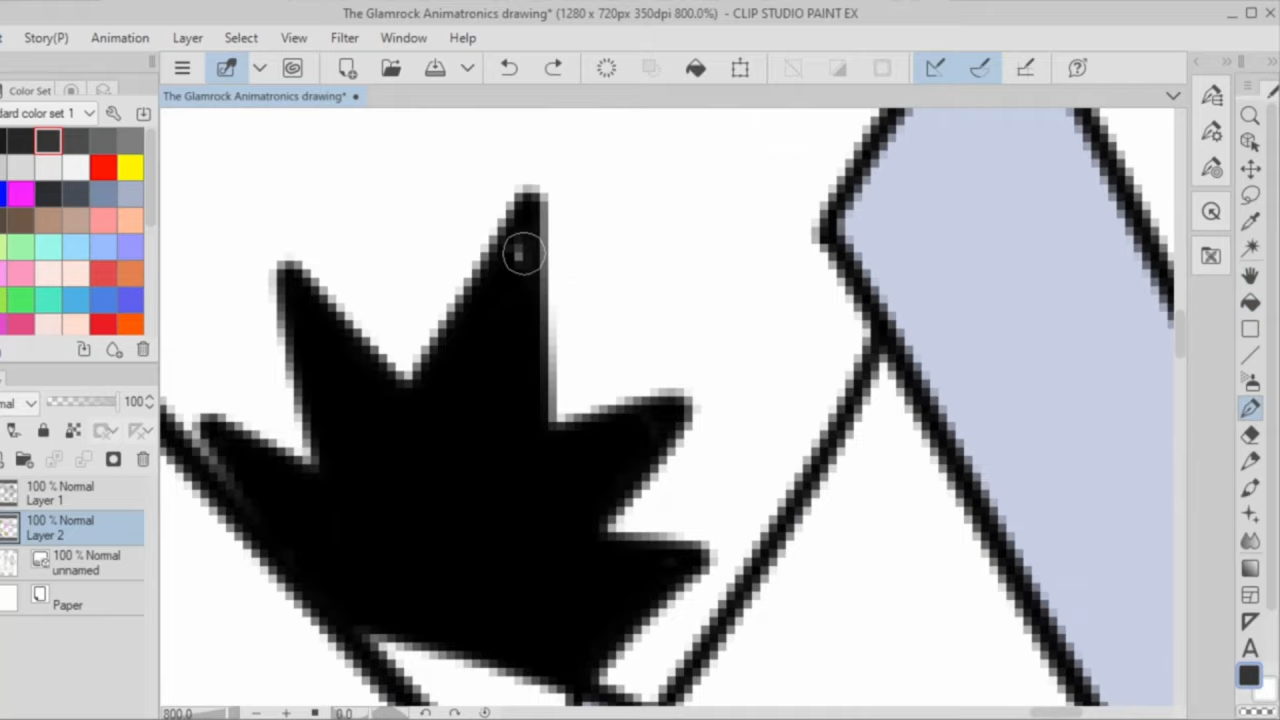 The Glamrock Animatronics drawing* (1280 x 720px 350dpi 800.0%) - CLIP STUDIO PAINT EX
Story(P) Animation Layer Select View Filter Window Help
Color Set
The Glamrock Animatronics drawing*
dard color set 1
mal 100
100 % Normal
Layer 1
100 % Normal
Layer 2
100 % Normal
unnamed
Paper
800.0 0.0